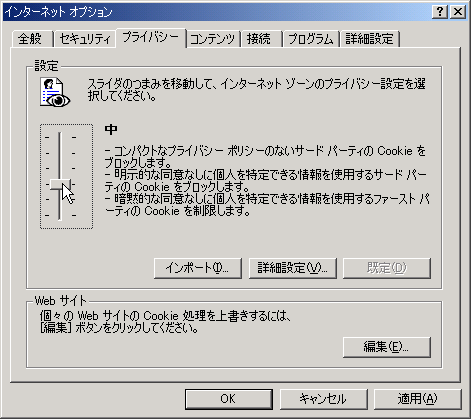 インターネット オプション
全般 セキュリティ プライバシー コンテンツ 接続 プログラム 詳細設定
設定
スライダのつまみを移動して、インターネット ゾーンのプライバシー設定を選
択してください。
中
- コンパクトなプライバシー ポリシーのないサード パーティの Cookie を
ブロックします。
- 明示的な同意なしに個人を特定できる情報を使用するサード パー
ティの Cookie をブロックします。
- 暗黙的な同意なしに個人を特定できる情報を使用するファースト パ
ーティの Cookie を制限します。
インポート(I)... 詳細設定(V)... 既定(D)
Web サイト
個々の Web サイトの Cookie 処理を上書きするには、
[編集] ボタンをクリックしてください。
編集(E)...
OK キャンセル 適用(A)